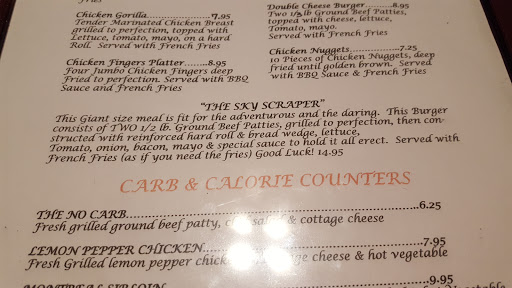 Fries
Chicken Gorilla...............7.95
Tender Marinated Chicken Breast
grilled to perfection, topped with
Lettuce, tomato, mayo, on a hard
Roll. Served with French Fries
Chicken Fingers Platter........8.95
Four Jumbo Chicken Fingers deep
Fried to perfection. Served with BBQ
Sauce and French Fries
Double Cheese Burger........8.95
Two 1/3 lb Ground Beef Patties,
topped with cheese, lettuce,
Tomato, mayo.
Served with French Fries
Chicken Nuggets...............7.25
10 Pieces of Chicken Nuggets, deep
fried until golden brown. Served
with BBQ Sauce & French Fries
"THE SKY SCRAPER"
This Giant size meal is fit for the adventurous and the daring. This Burger
consists of TWO 1/2 lb. Ground Beef Patties, grilled to perfection, then con-
structed with reinforced hard roll & bread wedge, lettuce,
Tomato, onion, bacon, mayo & special sauce to hold it all erect. Served with
French Fries (as if you need the fries) Good Luck! 14.95
CARB & CALORIE COUNTERS
THE NO CARB...............6.25
Fresh grilled ground beef patty, & cottage cheese
LEMON PEPPER CHICKEN...............7.95
Fresh Grilled lemon pepper cheese & hot vegetable
MONTREAL SIRLOIN...............9.95